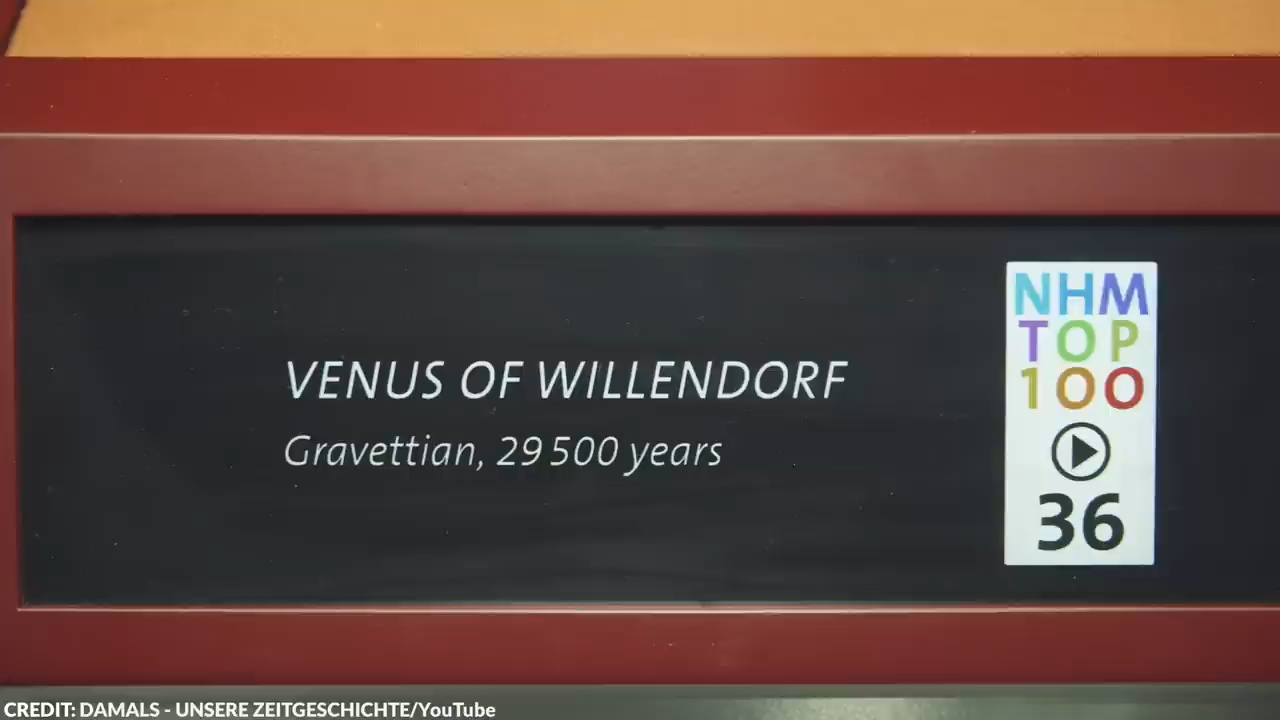 VENUS OF WILLENDORF
Gravettian, 29 500 years
NHM
TOP
100
36
CREDIT: DAMALS - UNSERE ZEITGESCHICHTE/YouTube